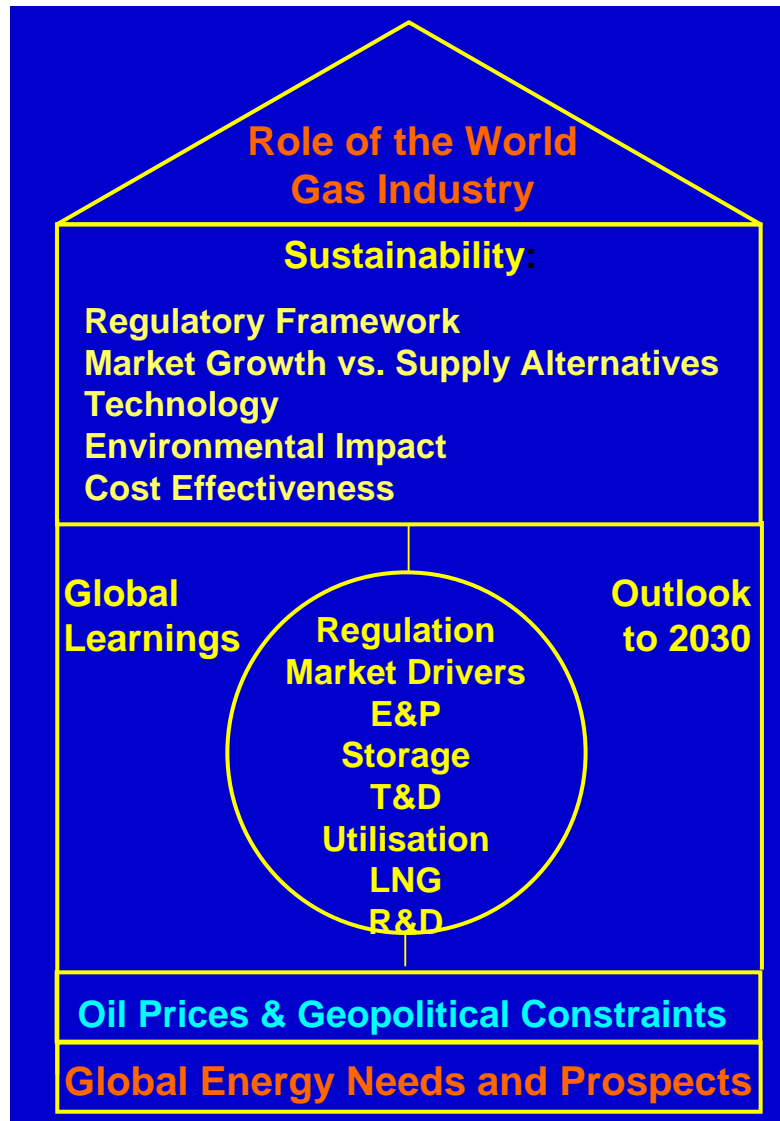 Role of the World
Gas Industry
Sustainability:
Regulatory Framework
Market Growth vs. Supply Alternatives
Technology
Environmental Impact
Cost Effectiveness
Global
Learnings
Regulation
Market Drivers
E&P
Storage
T&D
Utilisation
LNG
R&D
Outlook
to 2030
Oil Prices & Geopolitical Constraints
Global Energy Needs and Prospects